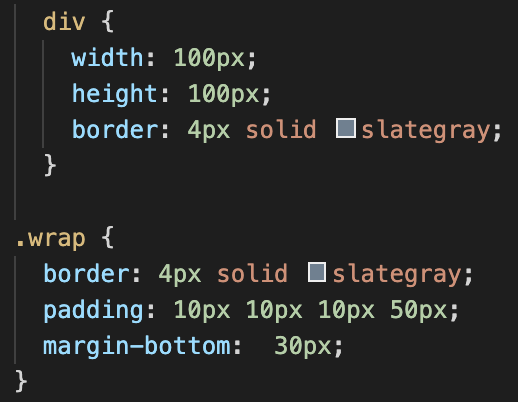 div {
width: 100px;
height: 100px;
border: 4px solid slategray;
}
.wrap {
border: 4px solid slategray;
padding: 10px 10px 10px 50px;
margin-bottom:  30px;
}